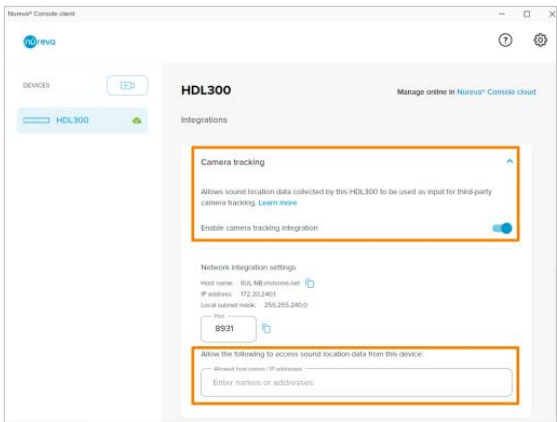 Nureva® Console client
nureva
DEVICES
HDL300
HDL300
Manage online in Nureva® Console cloud
Integrations
Camera tracking
Allows sound location data collected by this HDL300 to be used as input for third-party
camera tracking. Learn more
Enable camera tracking integration
Network integration settings
Host name: SUL-NB.mshome.net
IP address: 172.20.240.1
Local subnet mask: 255.255.240.0
Port
8931
Allow the following to access sound location data from this device:
Allowed host names / IP addresses
Enter names or addresses